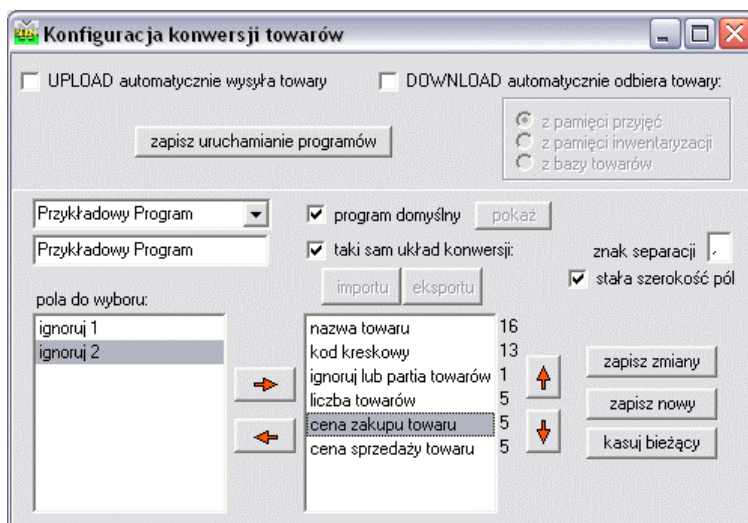 Konfiguracja konwersji towarów
UPLOAD automatycznie wysyła towary
DOWNLOAD automatycznie odbiera towary:
zapisz uruchamianie programów
z pamięci przyjęć
z pamięci inwentaryzacji
z bazy towarów
Przykładowy Program
program domyślny
pokaż
Przykładowy Program
taki sam układ konwersji:
znak separacji ,
importu
eksportu
stała szerokość pól
pola do wyboru:
ignoruj 1
ignoruj 2
nazwa towaru 16
kod kreskowy 13
ignoruj lub partia towarów 1
liczba towarów 5
cena zakupu towaru 5
cena sprzedaży towaru 5
zapisz zmiany
zapisz nowy
kasuj bieżący